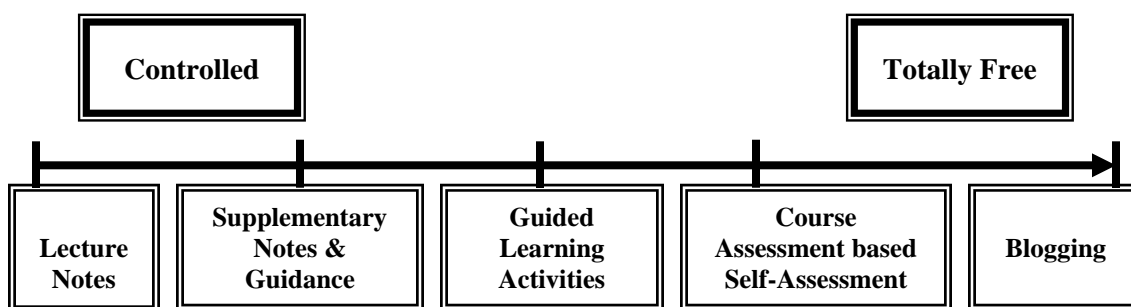 Controlled
Totally Free
Lecture
Notes
Supplementary
Notes &
Guidance
Guided
Learning
Activities
Course
Assessment based
Self-Assessment
Blogging